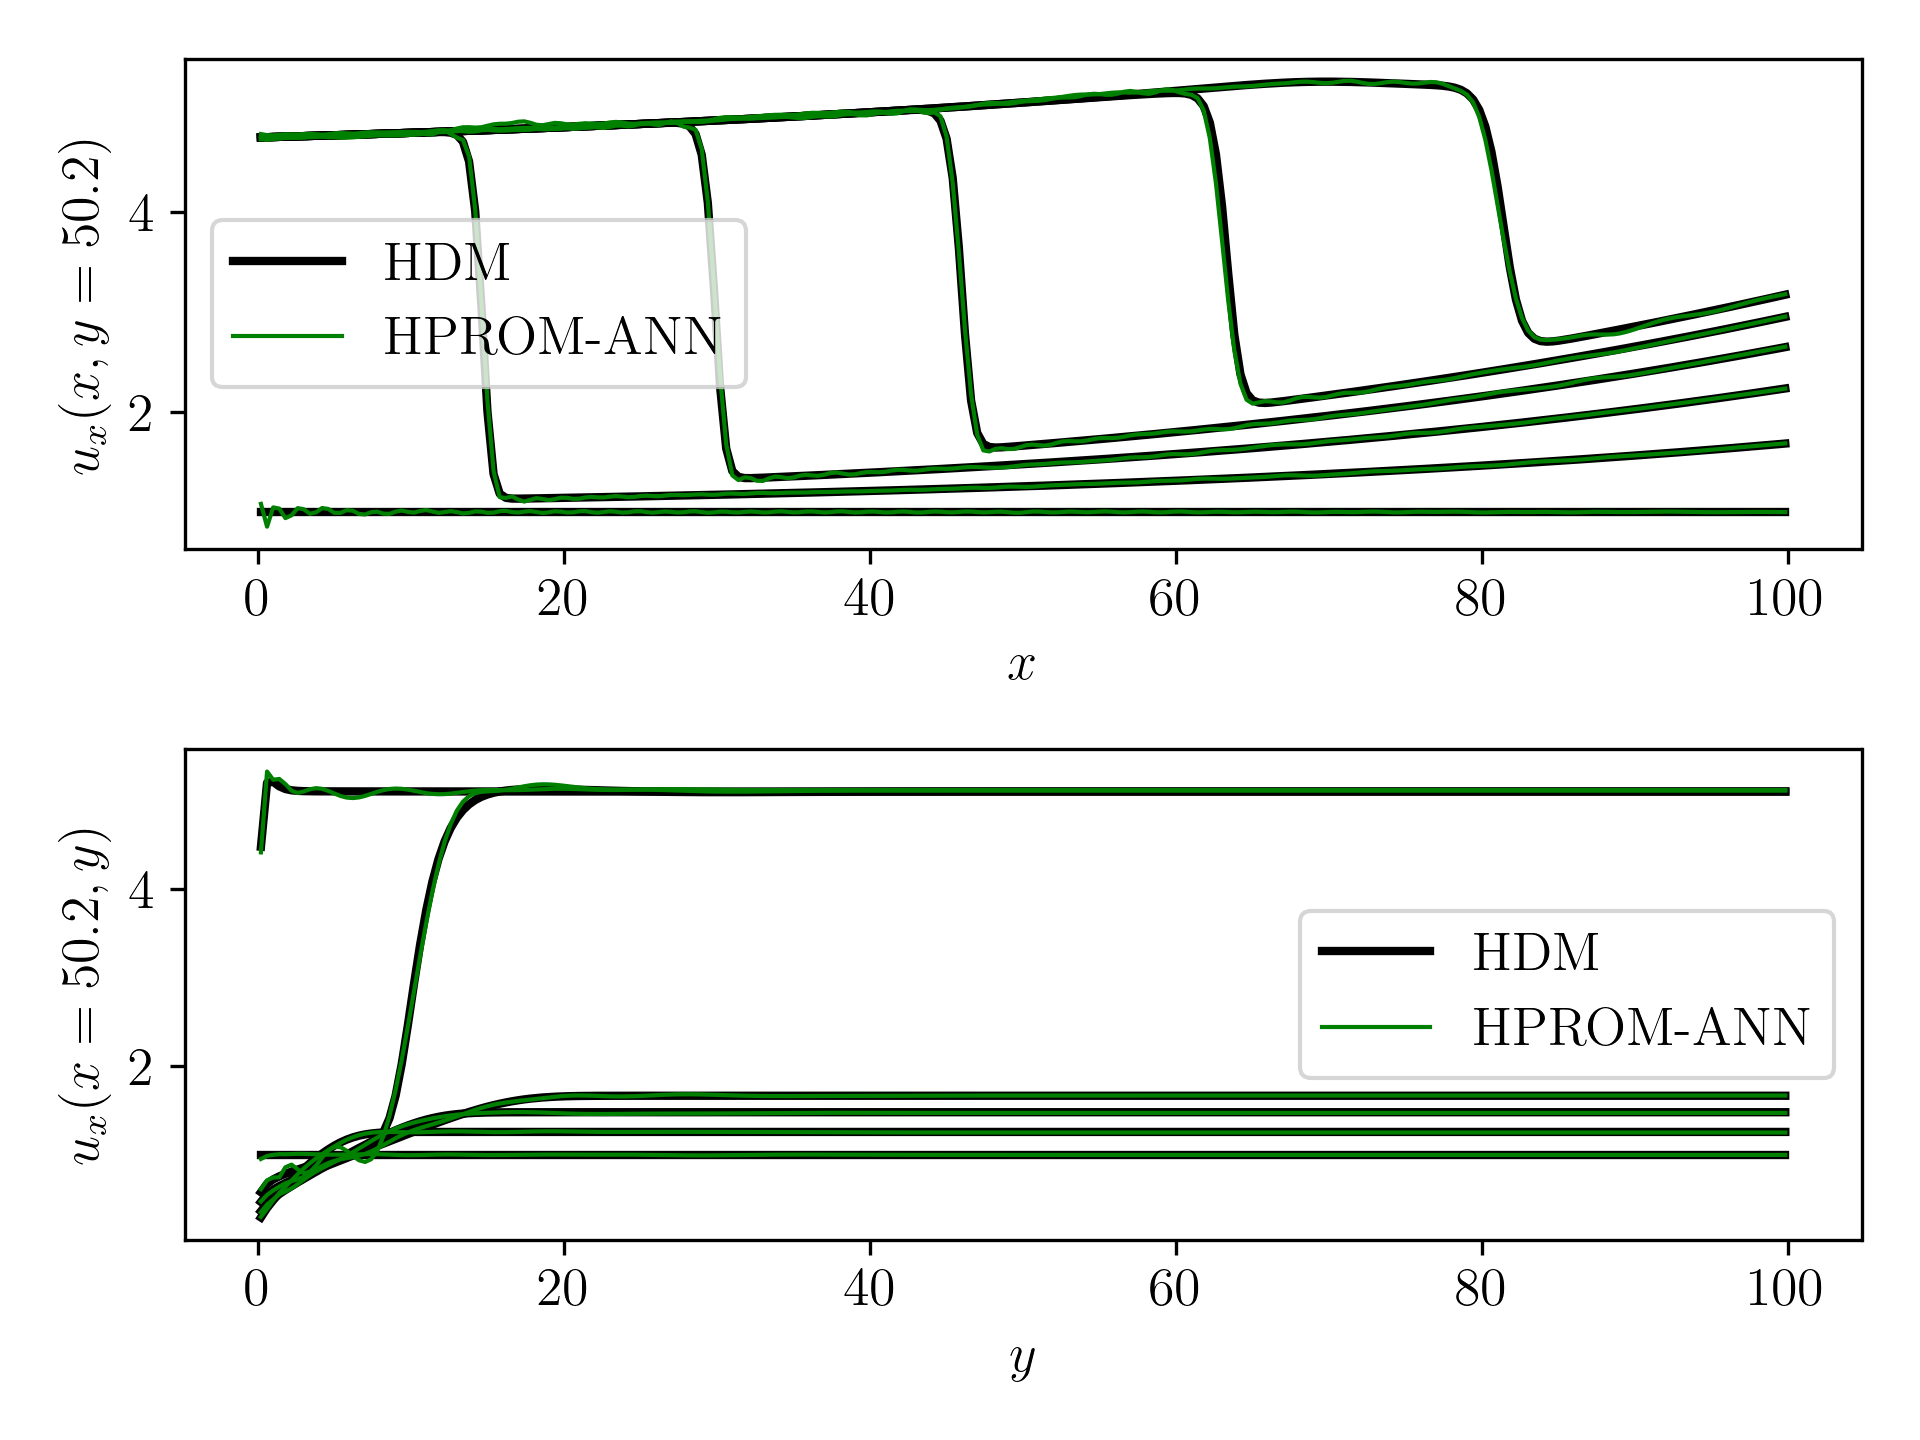 u_x(x, y = 50.2)
4
2
HDM
HPROM-ANN
0 20 40 60 80 100
x
u_x(x = 50.2, y)
4
2
HDM
HPROM-ANN
0 20 40 60 80 100
y